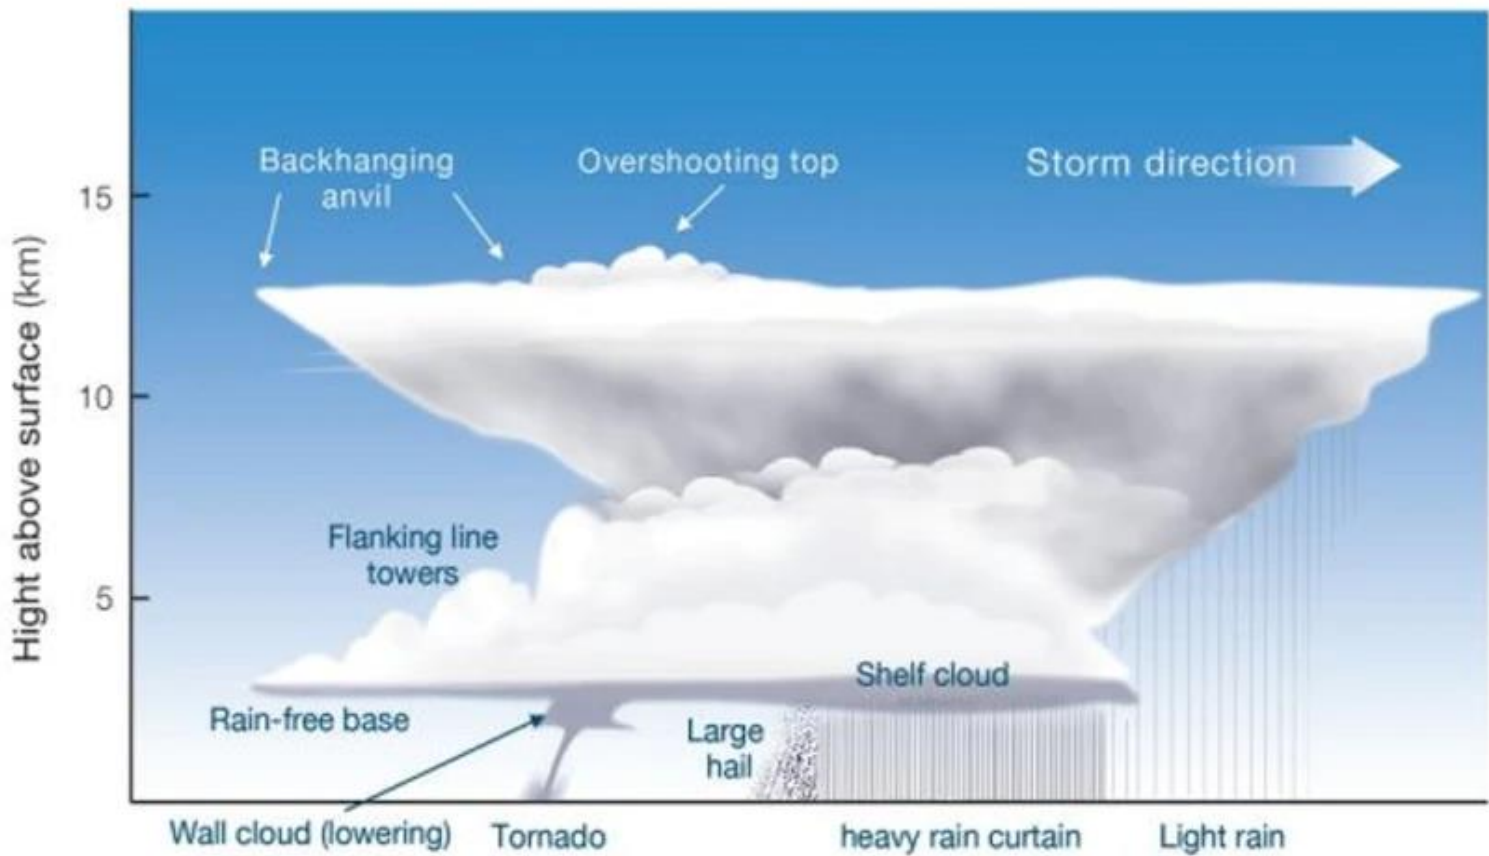 Backhanging
anvil
Overshooting top
Storm direction
15
10
5
Hight above surface (km)
Flanking line
towers
Shelf cloud
Rain-free base
Large
hail
Wall cloud (lowering)
Tornado
heavy rain curtain
Light rain